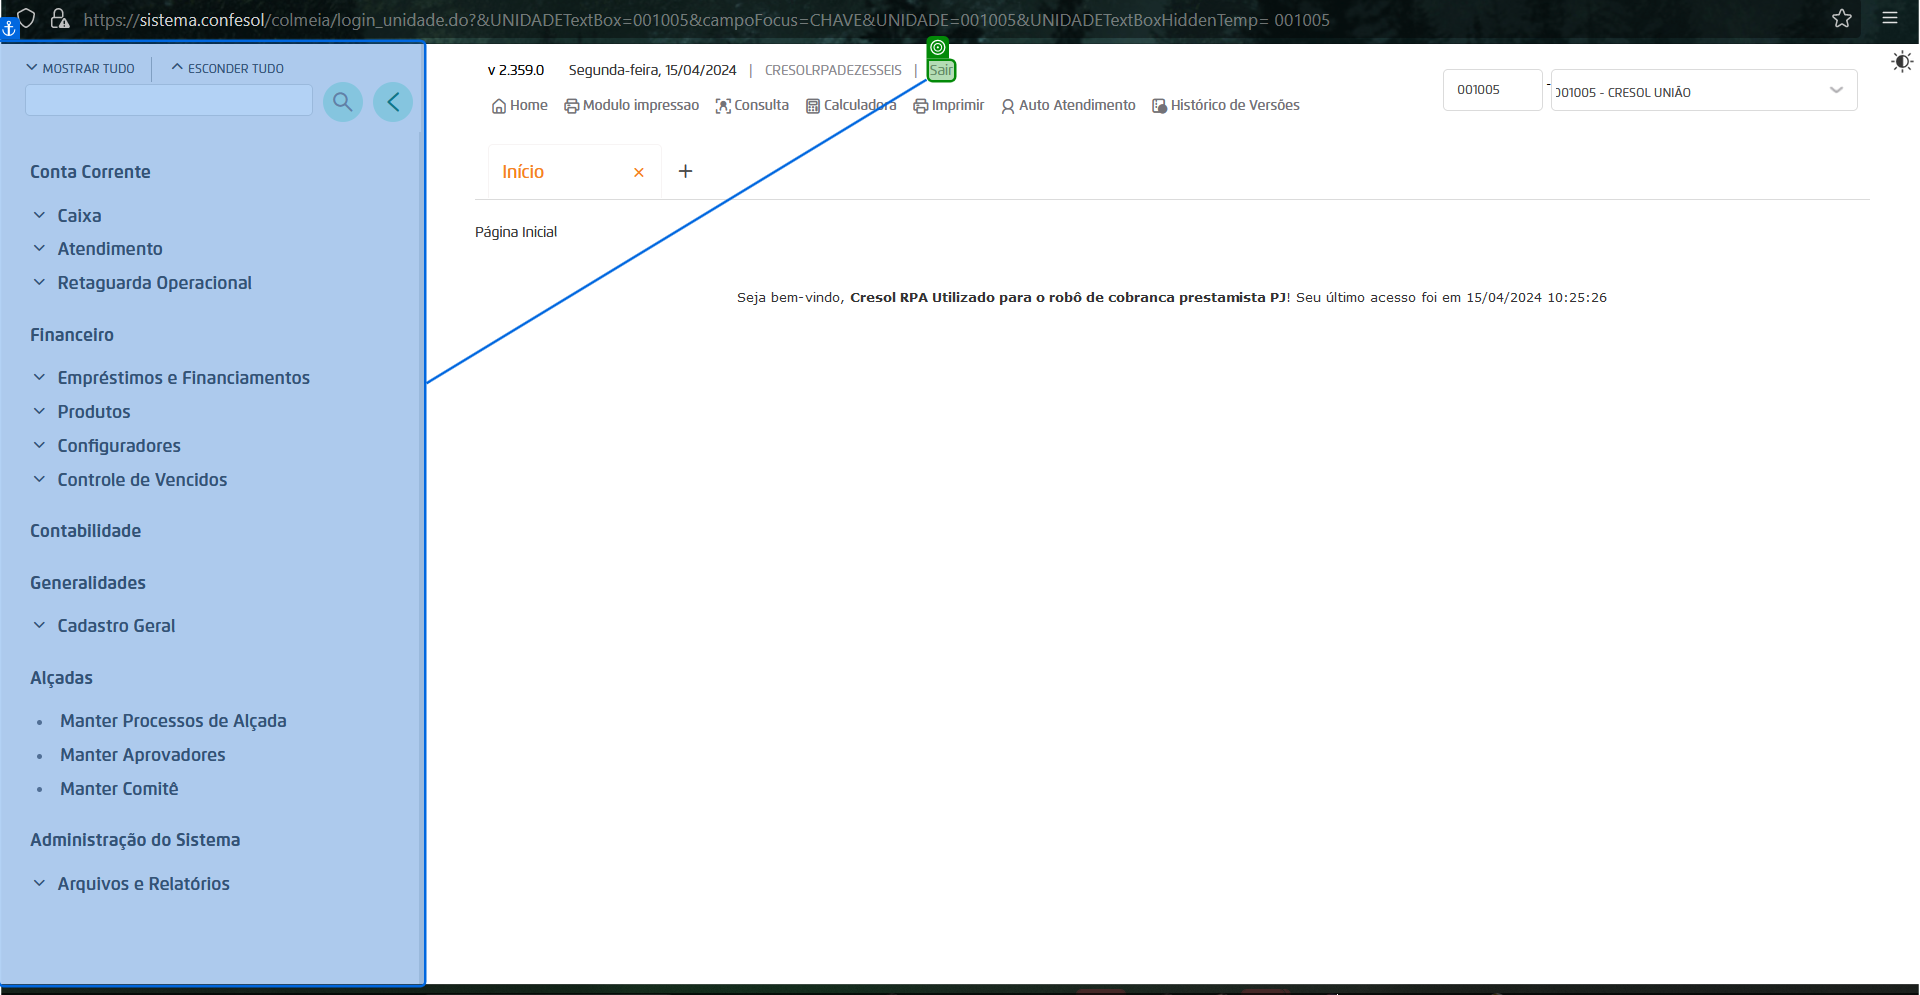 https://sistema.confesol/colmeia/login_unidade.do?&UNIDADETextBox=001005&campoFocus=CHAVE&UNIDADE=001005&UNIDADETextBoxHiddenTemp= 001005
MOSTRAR TUDO
ESCONDER TUDO
v 2.359.0 Segunda-feira, 15/04/2024 | CRESOLRPADEZESSEIS | Sair
Home Modulo impressao Consulta Calculadora Imprimir Auto Atendimento Histórico de Versões
001005 - 001005 - CRESOL UNIÃO
Início × +
Página Inicial
Seja bem-vindo, Cresol RPA Utilizado para o robô de cobranca prestamista PJ! Seu último acesso foi em 15/04/2024 10:25:26
Conta Corrente
Caixa
Atendimento
Retaguarda Operacional
Financeiro
Empréstimos e Financiamentos
Produtos
Configuradores
Controle de Vencidos
Contabilidade
Generalidades
Cadastro Geral
Alçadas
• Manter Processos de Alçada
• Manter Aprovadores
• Manter Comitê
Administração do Sistema
Arquivos e Relatórios